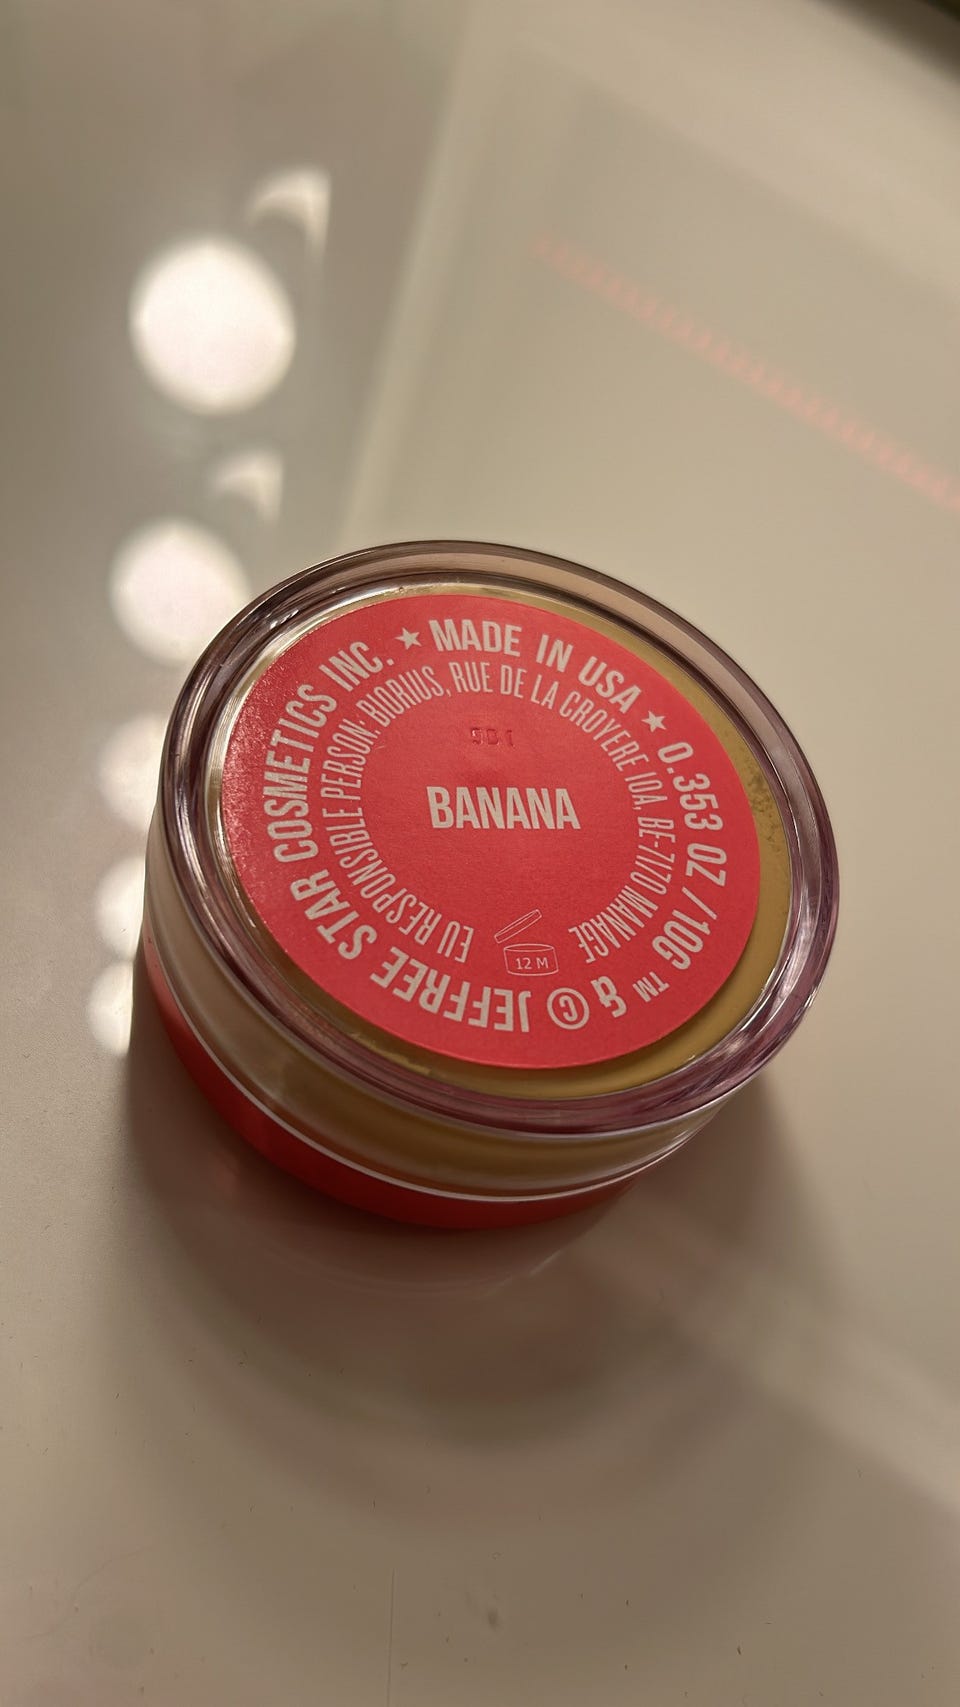 ™ & © JEFFREE STAR COSMETICS INC. ★ MADE IN USA ★ 0.353 OZ / 10G
EU RESPONSIBLE PERSON: BIORIUS, RUE DE LA CROYERE 10A, BE-7170 MANAGE
BANANA
12 M